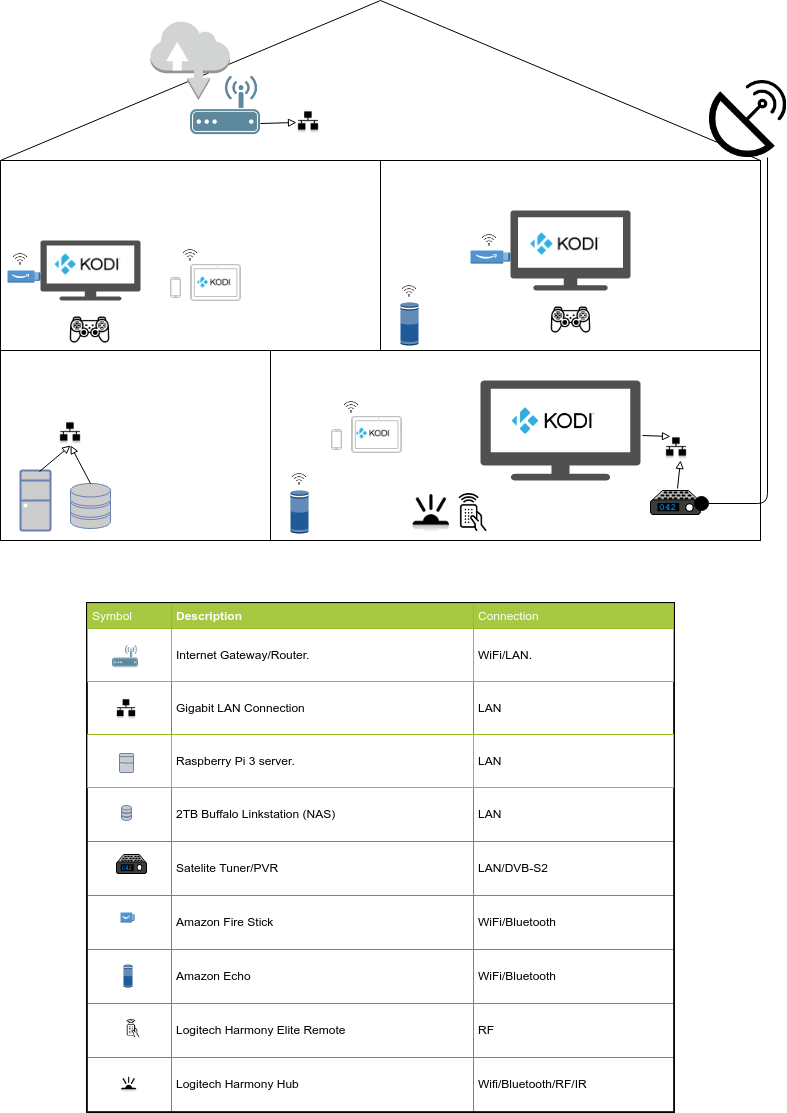 KODI
KODI
KODI
KODI
KODI
042
Symbol Description Connection
Internet Gateway/Router. WiFi/LAN.
Gigabit LAN Connection LAN
Raspberry Pi 3 server. LAN
2TB Buffalo Linkstation (NAS) LAN
Satelite Tuner/PVR LAN/DVB-S2
042
Amazon Fire Stick WiFi/Bluetooth
Amazon Echo WiFi/Bluetooth
Logitech Harmony Elite Remote RF
Logitech Harmony Hub Wifi/Bluetooth/RF/IR